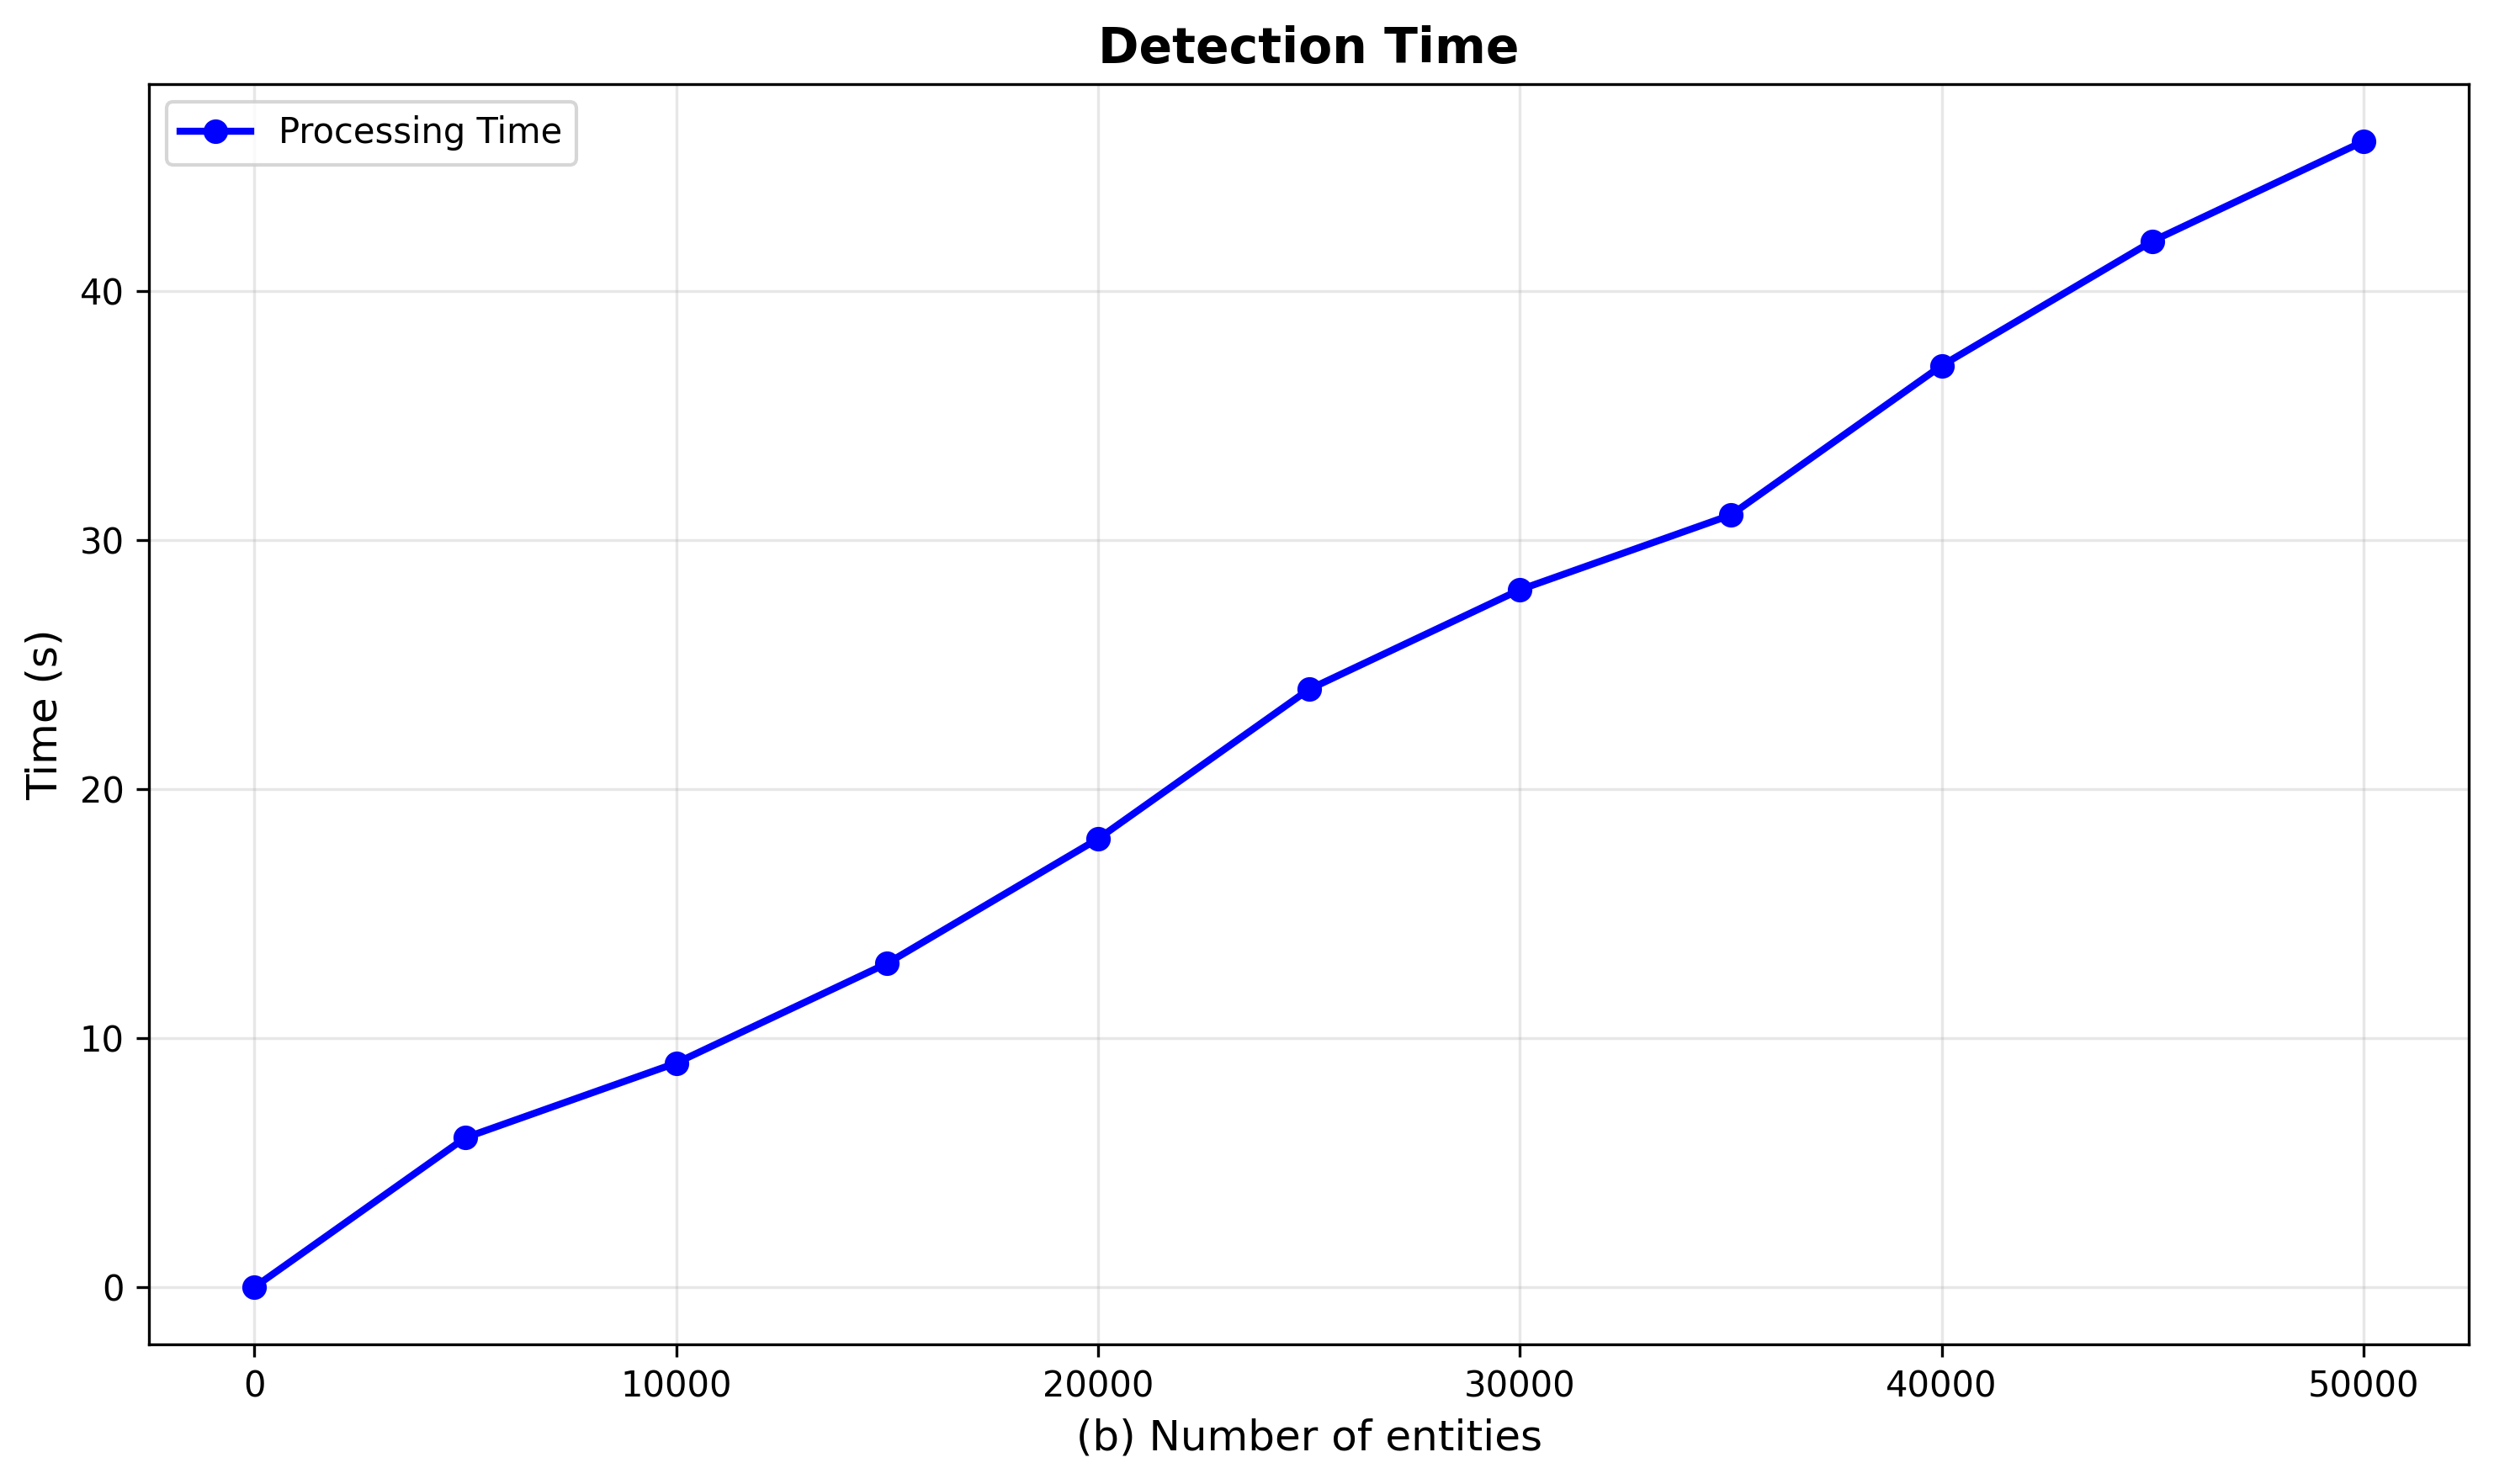 Detection Time
Processing Time
Time (s)
40
30
20
10
0
0 10000 20000 30000 40000 50000
(b) Number of entities